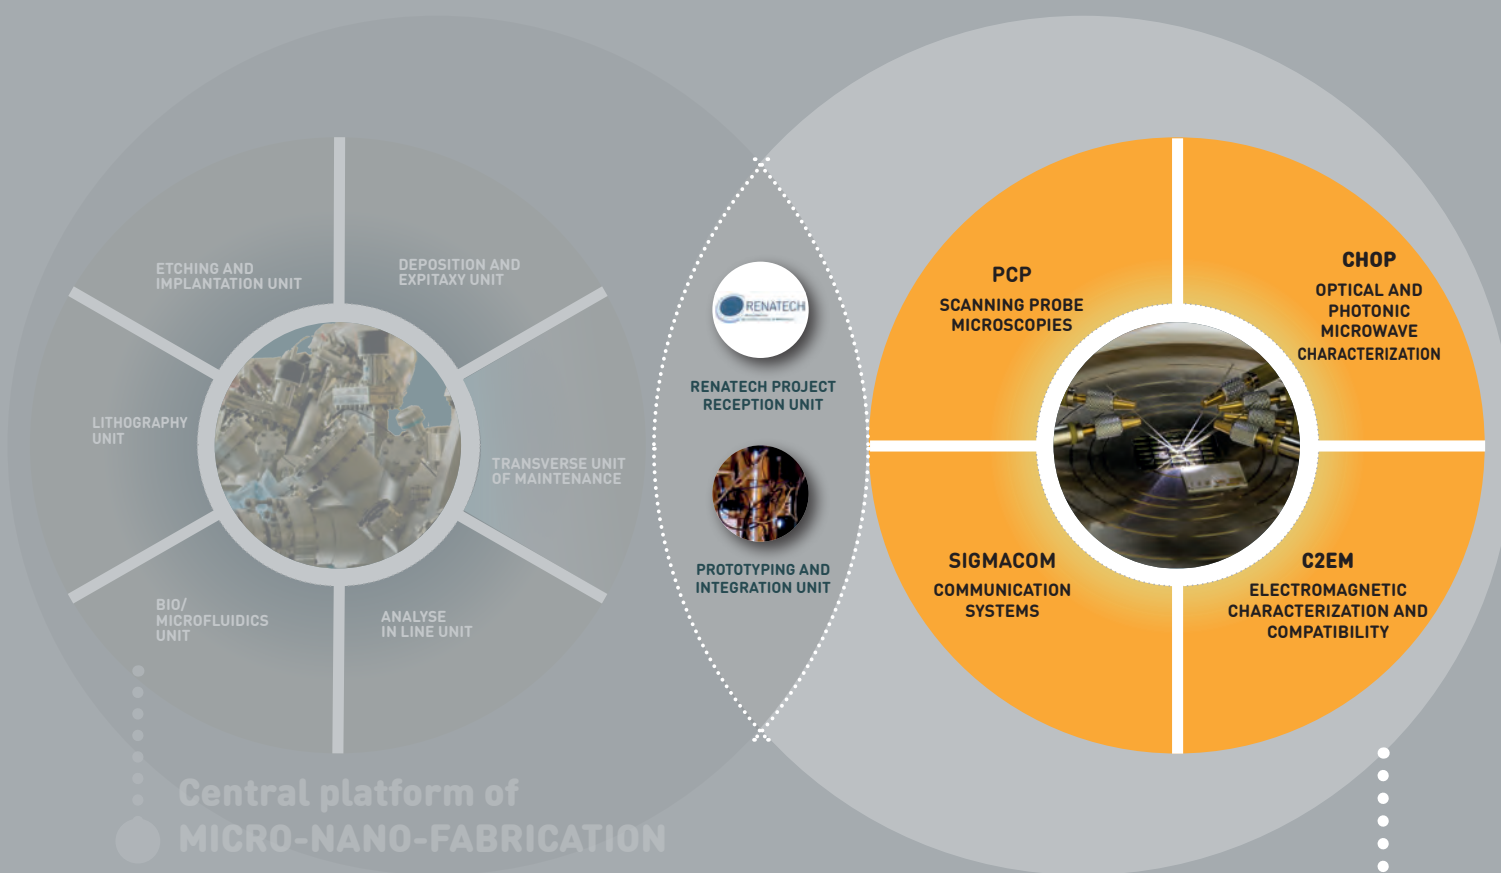 ETCHING AND
IMPLANTATION UNIT
DEPOSITION AND
EXPITAXY UNIT
LITHOGRAPHY
UNIT
TRANSVERSE UNIT
OF MAINTENANCE
BIO/
MICROFLUIDICS
UNIT
ANALYSE
IN LINE UNIT
Central platform of
MICRO-NANO-FABRICATION
RENATECH
RENATECH PROJECT
RECEPTION UNIT
PROTOTYPING AND
INTEGRATION UNIT
PCP
SCANNING PROBE
MICROSCOPIES
CHOP
OPTICAL AND
PHOTONIC
MICROWAVE
CHARACTERIZATION
SIGMACOM
COMMUNICATION
SYSTEMS
C2EM
ELECTROMAGNETIC
CHARACTERIZATION AND
COMPATIBILITY